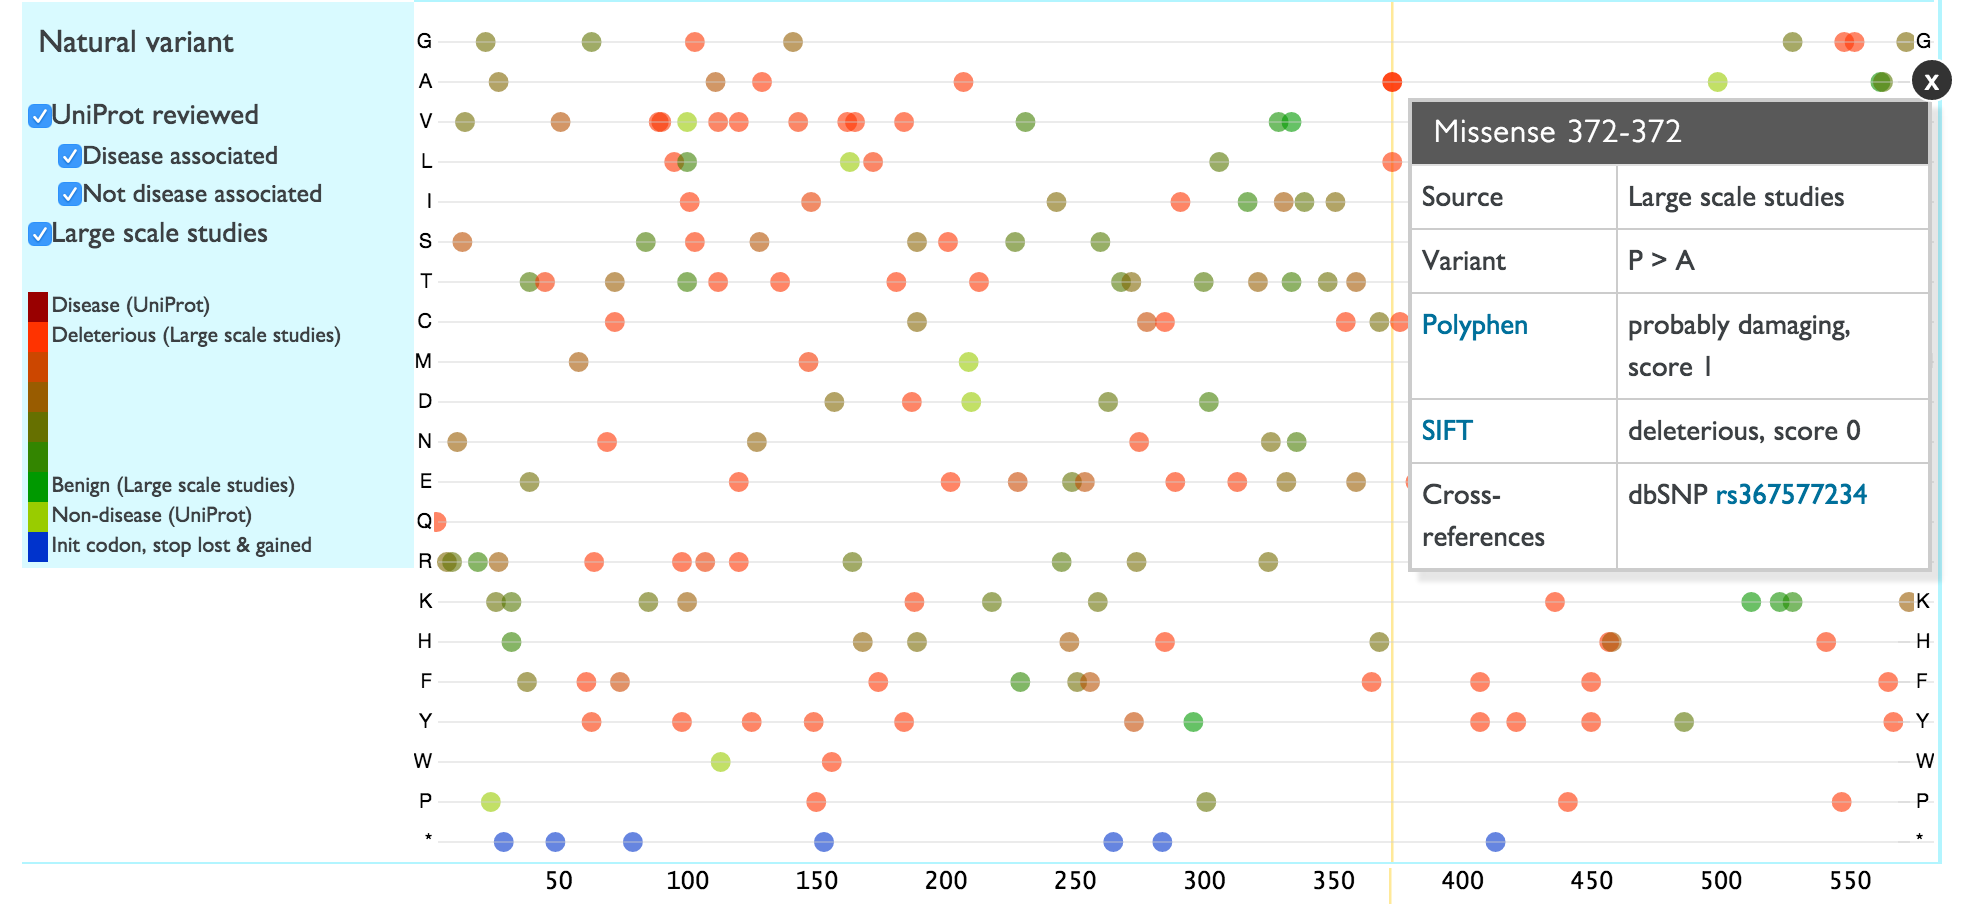 Natural variant
UniProt reviewed
Disease associated
Not disease associated
Large scale studies
Disease (UniProt)
Deleterious (Large scale studies)
Benign (Large scale studies)
Non-disease (UniProt)
Init codon, stop lost & gained
G G
A
V
L
I
S
T
C
M
D
N
E
Q
R
K K
H H
F F
Y Y
W W
P P
* *
50 100 150 200 250 300 350 400 450 500 550
x
Missense 372-372
Source Large scale studies
Variant P > A
Polyphen probably damaging,
score 1
SIFT deleterious, score 0
Cross- dbSNP rs367577234
references